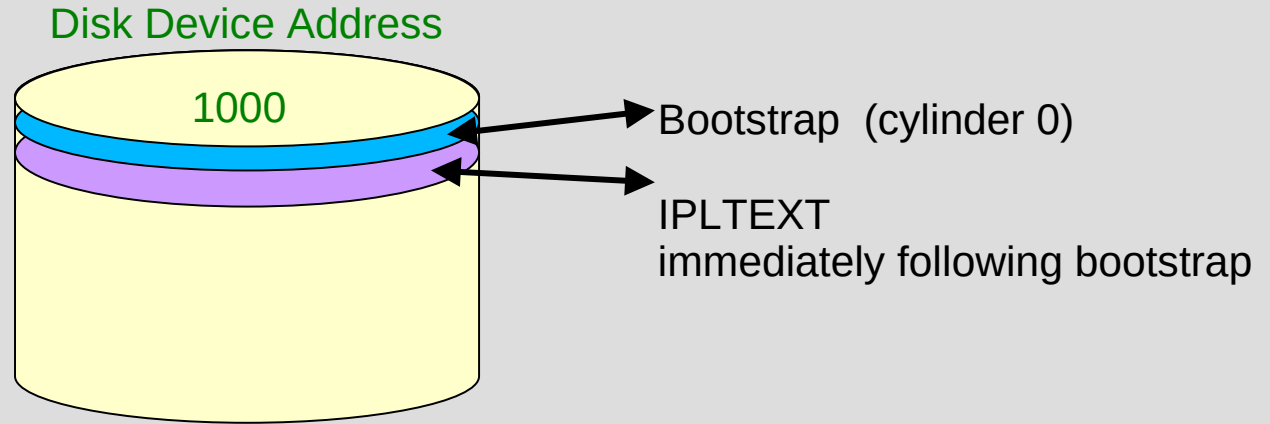 Disk Device Address
1000
Bootstrap (cylinder 0)
IPLTEXT
immediately following bootstrap